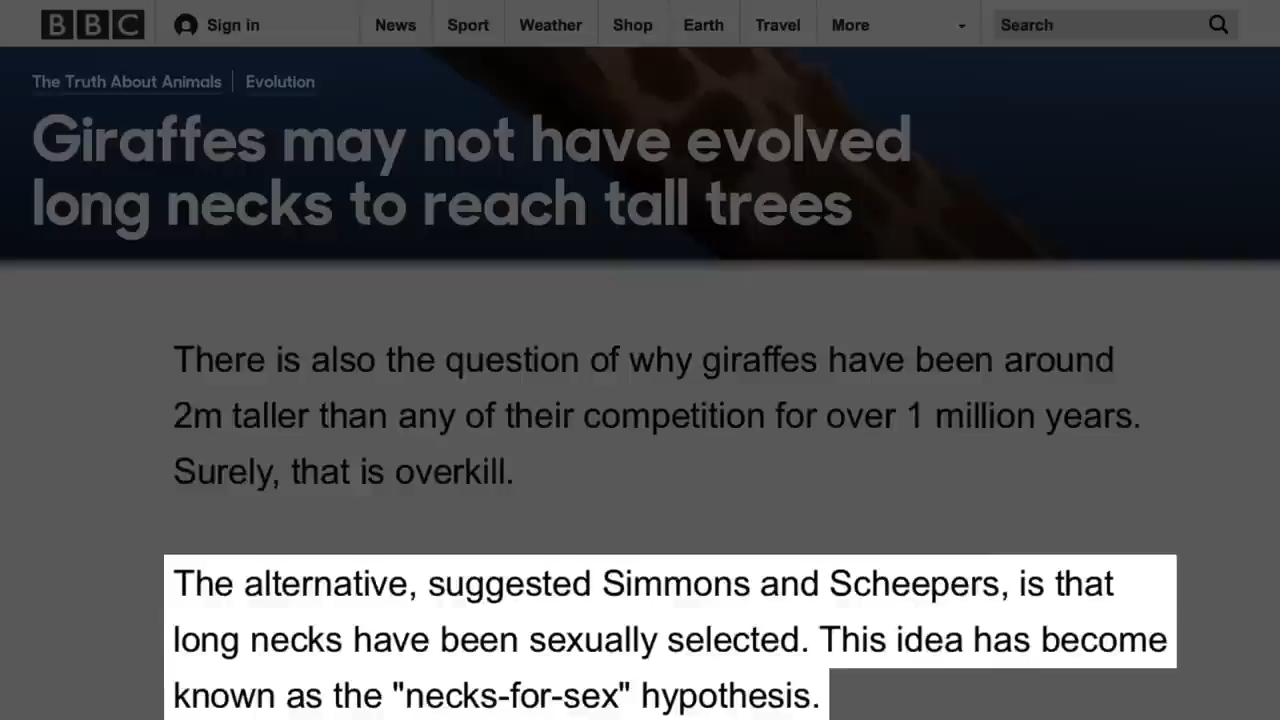 BBC Sign in News Sport Weather Shop Earth Travel More Search
The Truth About Animals Evolution
Giraffes may not have evolved
long necks to reach tall trees
There is also the question of why giraffes have been around
2m taller than any of their competition for over 1 million years.
Surely, that is overkill.
The alternative, suggested Simmons and Scheepers, is that
long necks have been sexually selected. This idea has become
known as the "necks-for-sex" hypothesis.